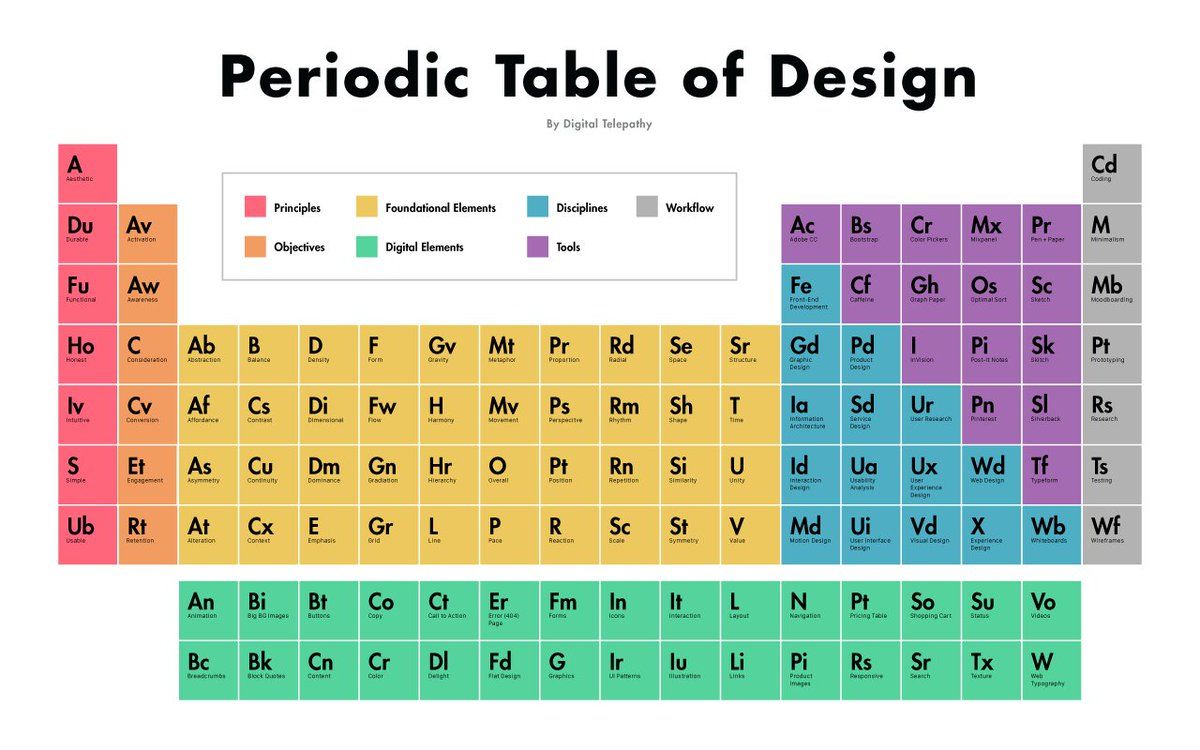 Periodic Table of Design
By Digital Telepathy
Principles
Foundational Elements
Disciplines
Workflow
Objectives
Digital Elements
Tools
A
Aesthetic
Cd
Coding
Du
Durable
Av
Activation
Ac
Adobe CC
Bs
Bootstrap
Cr
Color Pickers
Mx
Mixpanel
Pr
Pen + Paper
M
Minimalism
Fu
Functional
Aw
Awareness
Fe
Front-End
Development
Cf
Caffeine
Gh
Graph Paper
Os
Optimal Sort
Sc
Sketch
Mb
Moodboarding
Ho
Honest
C
Consideration
Ab
Abstraction
B
Balance
D
Density
F
Form
Gv
Gravity
Mt
Metaphor
Pr
Proportion
Rd
Radial
Se
Space
Sr
Structure
Gd
Graphic
Design
Pd
Product
Design
I
InVision
Pi
Post-It Notes
Sk
Skitch
Pt
Prototyping
Iv
Intuitive
Cv
Conversion
Af
Affordance
Cs
Contrast
Di
Dimensional
Fw
Flow
H
Harmony
Mv
Movement
Ps
Perspecitve
Rm
Rhythm
Sh
Shape
T
Time
Ia
Information
Architecture
Sd
Service
Design
Ur
User Research
Pn
Pinterest
Sl
Silverback
Rs
Research
S
Simple
Et
Engagement
As
Asymmetry
Cu
Continuity
Dm
Dominance
Gn
Gradiation
Hr
Hierarchy
O
Overall
Pt
Position
Rn
Repetition
Si
Similarity
U
Unity
Id
Interaction
Design
Ua
Usability
Analysis
Ux
User
Experience
Design
Wd
Web Design
Tf
Typeform
Ts
Testing
Ub
Usable
Rt
Retention
At
Alteration
Cx
Context
E
Emphasis
Gr
Grid
L
Line
P
Pace
R
Reaction
Sc
Scale
St
Symmetry
V
Value
Md
Motion Design
Ui
User Interface
Design
Vd
Visual Design
X
Experience
Design
Wb
Whiteboards
Wf
Wireframes
An
Animation
Bi
Big BG Images
Bt
Buttons
Co
Copy
Ct
Call to Action
Er
Error (404)
Page
Fm
Forms
In
Icons
It
Interaction
L
Layout
N
Navigation
Pt
Pricing Table
So
Shopping Cart
Su
Status
Vo
Videos
Bc
Breadcrumbs
Bk
Block Quotes
Cn
Content
Cr
Color
Dl
Delight
Fd
Flat Design
G
Graphics
Ir
UI Patterns
Iu
Illustration
Li
Links
Pi
Product
Images
Rs
Responsive
Sr
Search
Tx
Texture
W
Web
Typography